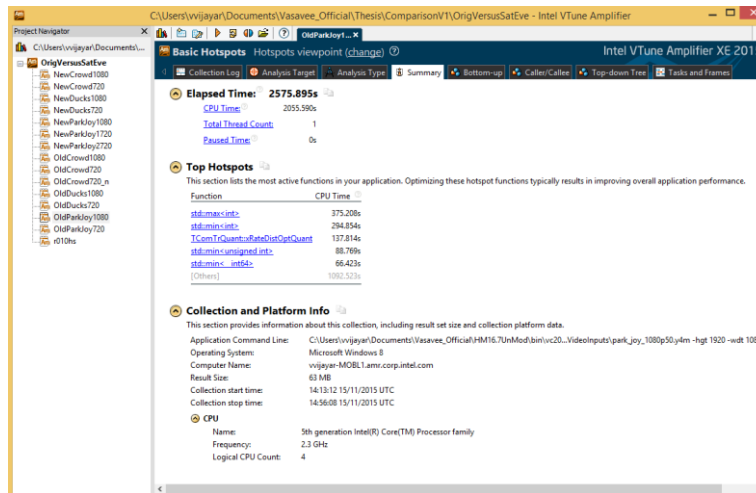 C:\Users\vvijayar\Documents\Vasavee_Official\Thesis\ComparisonV1\OrigVersusSatEve - Intel VTune Amplifier
Project Navigator
OldParkJoy1...
C:\Users\vvijayar\Documents\...
OrigVersusSatEve
NewCrowd1080
NewCrowd720
NewDucks1080
NewDucks720
NewParkJoy1080
NewParkJoy1720
NewParkJoy2720
OldCrowd1080
OldCrowd720
OldCrowd720_n
OldDucks1080
OldDucks720
OldParkJoy1080
OldParkJoy720
r010hs
Basic Hotspots Hotspots viewpoint (change)
Intel VTune Amplifier XE 201
Collection Log Analysis Target Analysis Type Summary Bottom-up Caller/Callee Top-down Tree Tasks and Frames
Elapsed Time: 2575.895s
CPU Time: 2055.590s
Total Thread Count: 1
Paused Time: 0s
Top Hotspots
This section lists the most active functions in your application. Optimizing these hotspot functions typically results in improving overall application performance.
Function CPU Time
std::max<int> 375.208s
std::min<int> 294.854s
TComTrQuant::xRateDistOptQuant 137.814s
std::min<unsigned int> 88.769s
std::min<__int64> 66.423s
[Others] 1092.523s
Collection and Platform Info
This section provides information about this collection, including result set size and collection platform data.
Application Command Line: C:\Users\vvijayar\Documents\Vasavee_Official\HM16.7UnMod\bin\vc20...VideoInputs\park_joy_1080p50.y4m -hgt 1920 -wdt 108
Operating System: Microsoft Windows 8
Computer Name: vvijayar-MOBL1.amr.corp.intel.com
Result Size: 63 MB
Collection start time: 14:13:12 15/11/2015 UTC
Collection stop time: 14:56:08 15/11/2015 UTC
CPU
Name: 5th generation Intel(R) Core(TM) Processor family
Frequency: 2.3 GHz
Logical CPU Count: 4